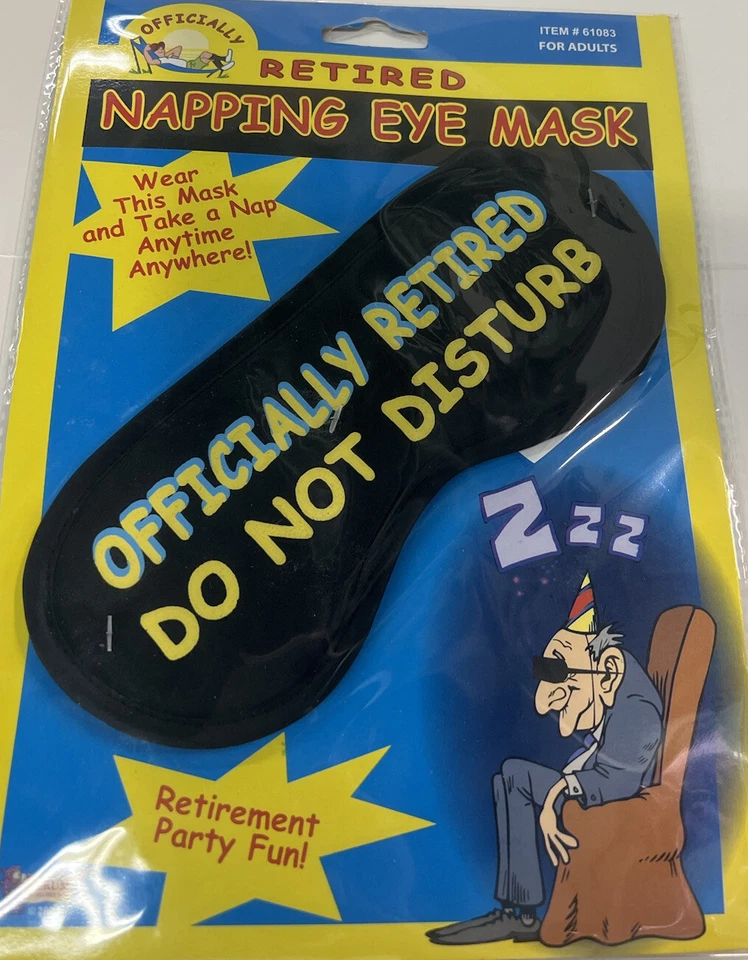 OFFICIALLY
ITEM # 61083
FOR ADULTS
RETIRED
NAPPING EYE MASK
Wear
This Mask
and Take a Nap
Anytime
Anywhere!
OFFICIALLY RETIRED
DO NOT DISTURB
Z Z Z
Retirement
Party Fun!